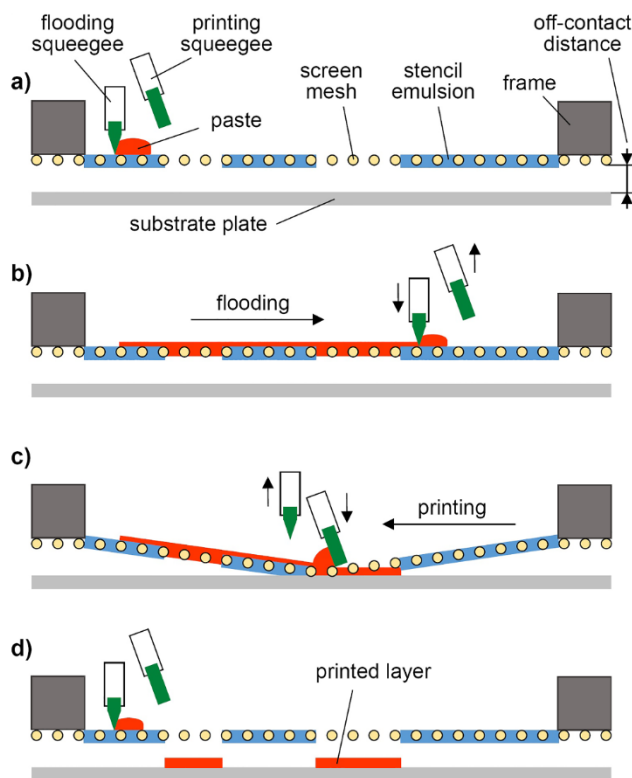 flooding
squeegee
printing
squeegee
off-contact
distance
a)
screen
mesh
stencil
emulsion
frame
paste
substrate plate
b)
flooding
c)
printing
d)
printed layer